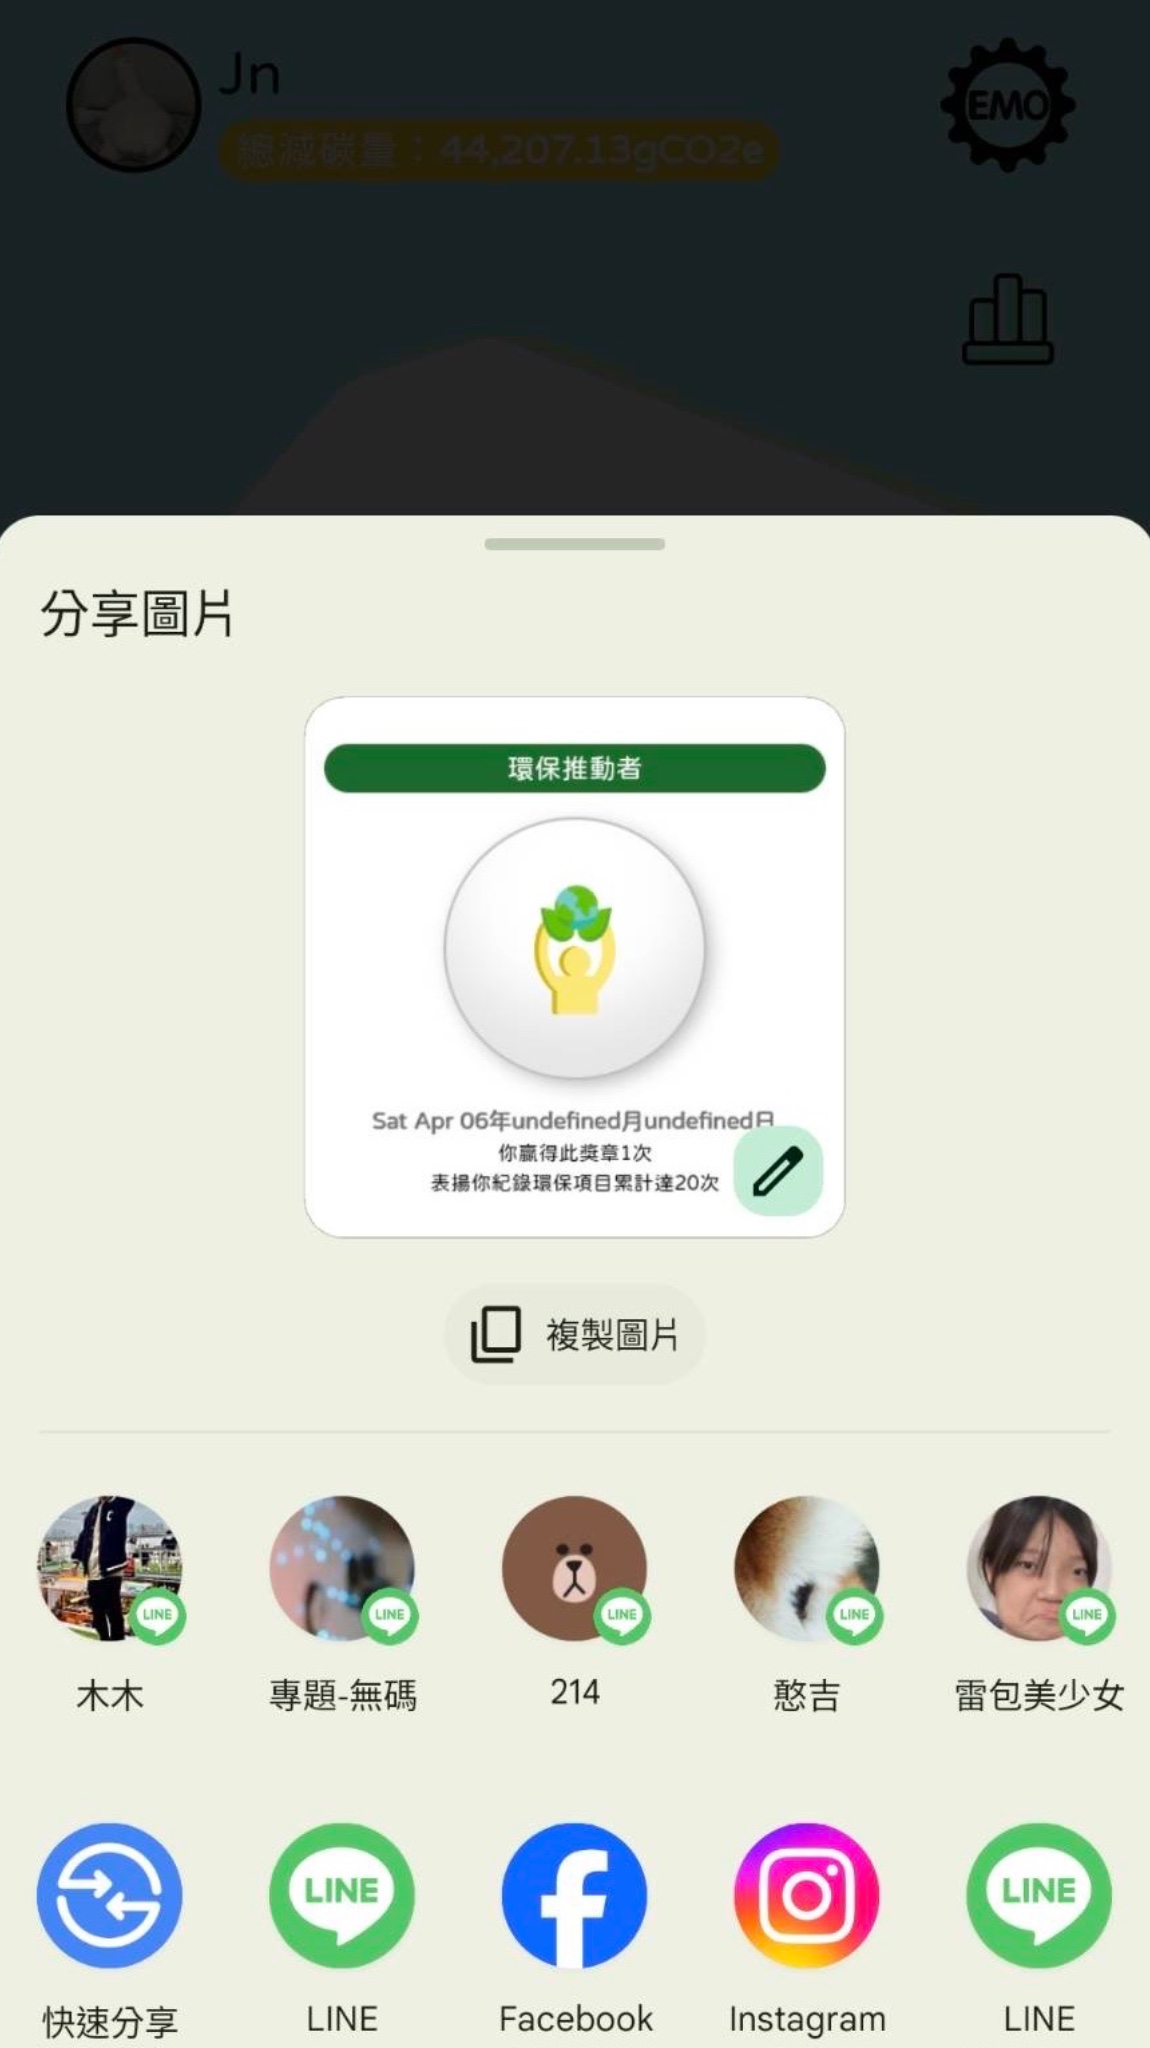 Jn
總減碳量：44,207.13gCO2e
EMO
分享圖片
環保推動者
Sat Apr 06年undefined月undefined日
你贏得此獎章1次
表揚你紀錄環保項目累計達20次
複製圖片
LINE LINE LINE LINE LINE
木木 專題-無碼 214 憨吉 雷包美少女
LINE LINE
快速分享 LINE Facebook Instagram LINE